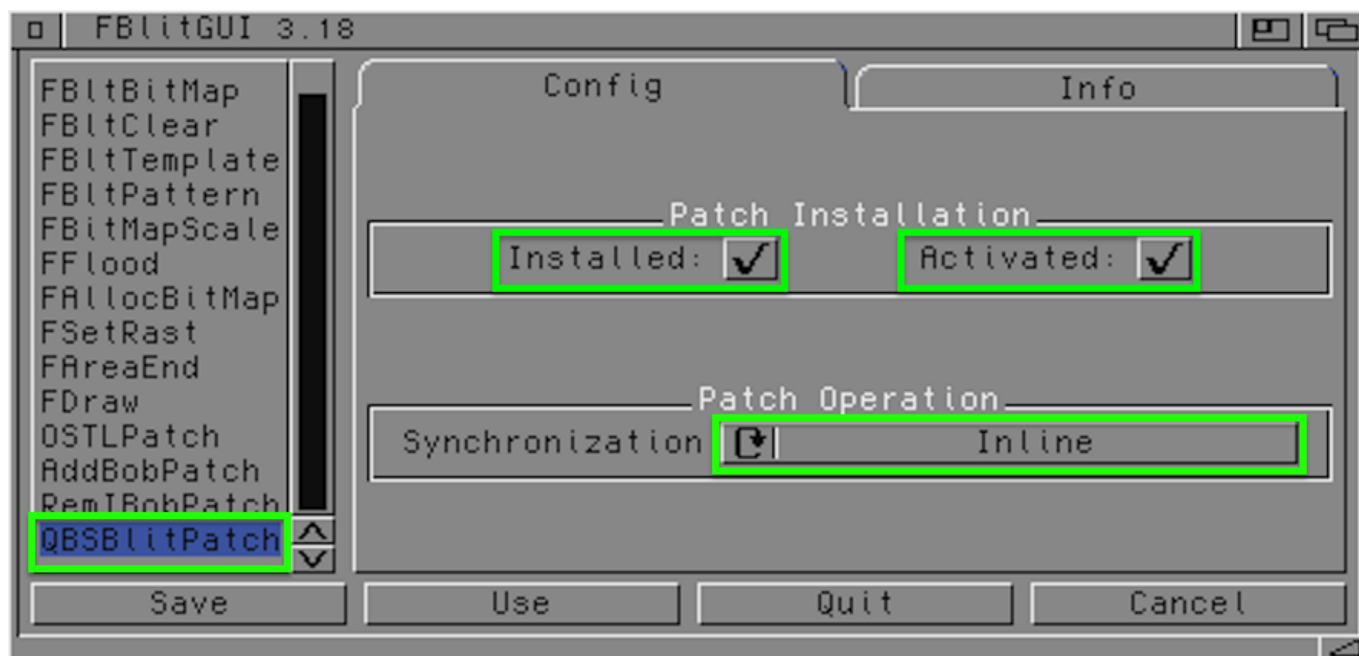 FBlitGUI 3.18
FBltBitMap
FBltClear
FBltTemplate
FBltPattern
FBitMapScale
FFlood
FAllocBitMap
FSetRast
FAreaEnd
FDraw
OSTLPatch
AddBobPatch
RemIBobPatch
QBSBlitPatch
Config
Info
Patch Installation
Installed:
Activated:
Patch Operation
Synchronization
Inline
Save
Use
Quit
Cancel